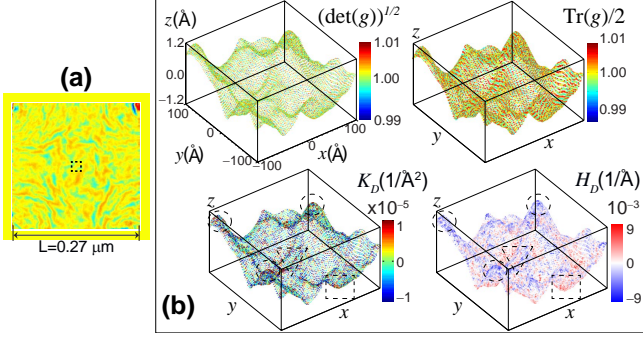 (a)
L=0.27 μm
(b)
z(Å)
1.2
0.0
−1.2
100
0
−100
y(Å)
−100
0
100
x(Å)
(det(g))^{1/2}
1.01
1.00
0.99
z
y
x
Tr(g)/2
1.01
1.00
0.99
z
y
x
K_D(1/Å²)
x10⁻⁵
1
0
−1
z
y
x
H_D(1/Å)
10⁻³
9
0
−9